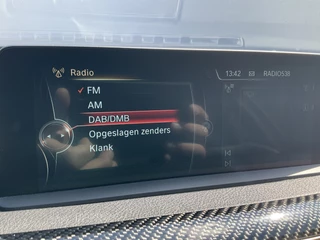 Radio
13:42 RADIO538
FM
AM
DAB/DMB
Opgeslagen zenders
Klank